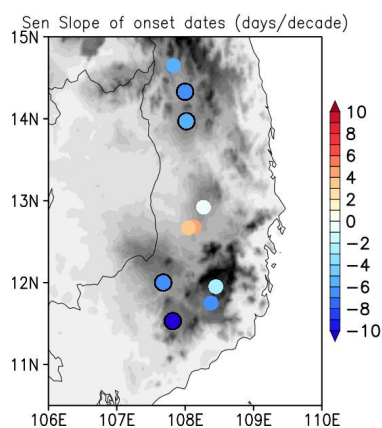 Sen Slope of onset dates (days/decade)
15N
14N
13N
12N
11N
106E 107E 108E 109E 110E
10
8
6
4
2
0
−2
−4
−6
−8
−10